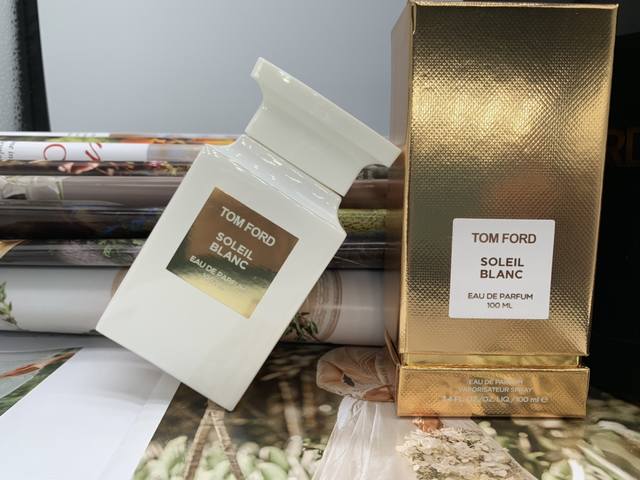 TOM FORD
SOLEIL
BLANC
EAU DE PARFUM
TOM FORD
SOLEIL
BLANC
EAU DE PARFUM
100 ML
EAU DE PARFUM
VAPORISATEUR SPRAY
3.4 FL.OZ./OZ. LIQ./100 ml ℮